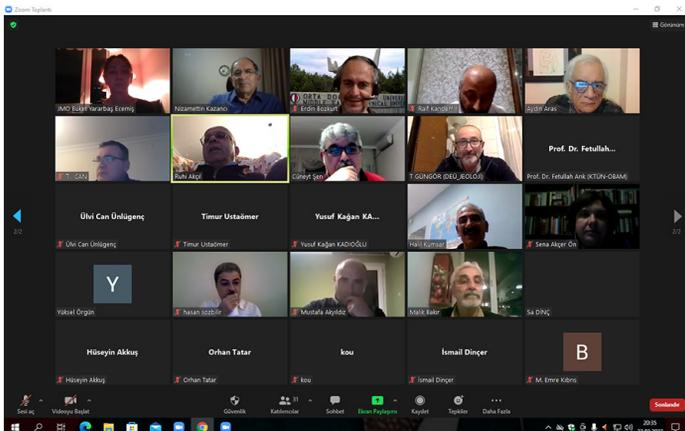 Zoom Toplantı
Görünüm
JMO Buket Yararbaş Ecemiş
Nizamettin Kazancı
Erdin Bozkurt
Raif Kandemir
Aydın Aras
T CAN
Ruhi Akçıl
Cüneyt Şen
T GÜNGÖR (DEÜ_JEOLOJİ)
Prof. Dr. Fetullah...
Prof. Dr. Fetullah Arık (KTÜN-OBAM)
Ülvi Can Ünlügenç
Timur Ustaömer
Yusuf Kağan KA...
Ülvi Can Ünlügenç
Timur Ustaömer
Yusuf Kağan KADIOĞLU
Halil Kumsar
Sena Akçer Ön
2/2
2/2
Y
Yüksel Örgün
hasan sözbilir
Mustafa Akyıldız
Malik Bakır
Sa DİNÇ
Hüseyin Akkuş
Orhan Tatar
kou
İsmail Dinçer
B
Hüseyin Akkuş
Orhan Tatar
kou
İsmail Dinçer
M. Emre Kıbrıs
Sesi aç
Videoyu Başlat
Güvenlik
31
Katılımcılar
Sohbet
Ekran Paylaşımı
Kaydet
Tepkiler
Daha Fazla
Sonlandır
20:35